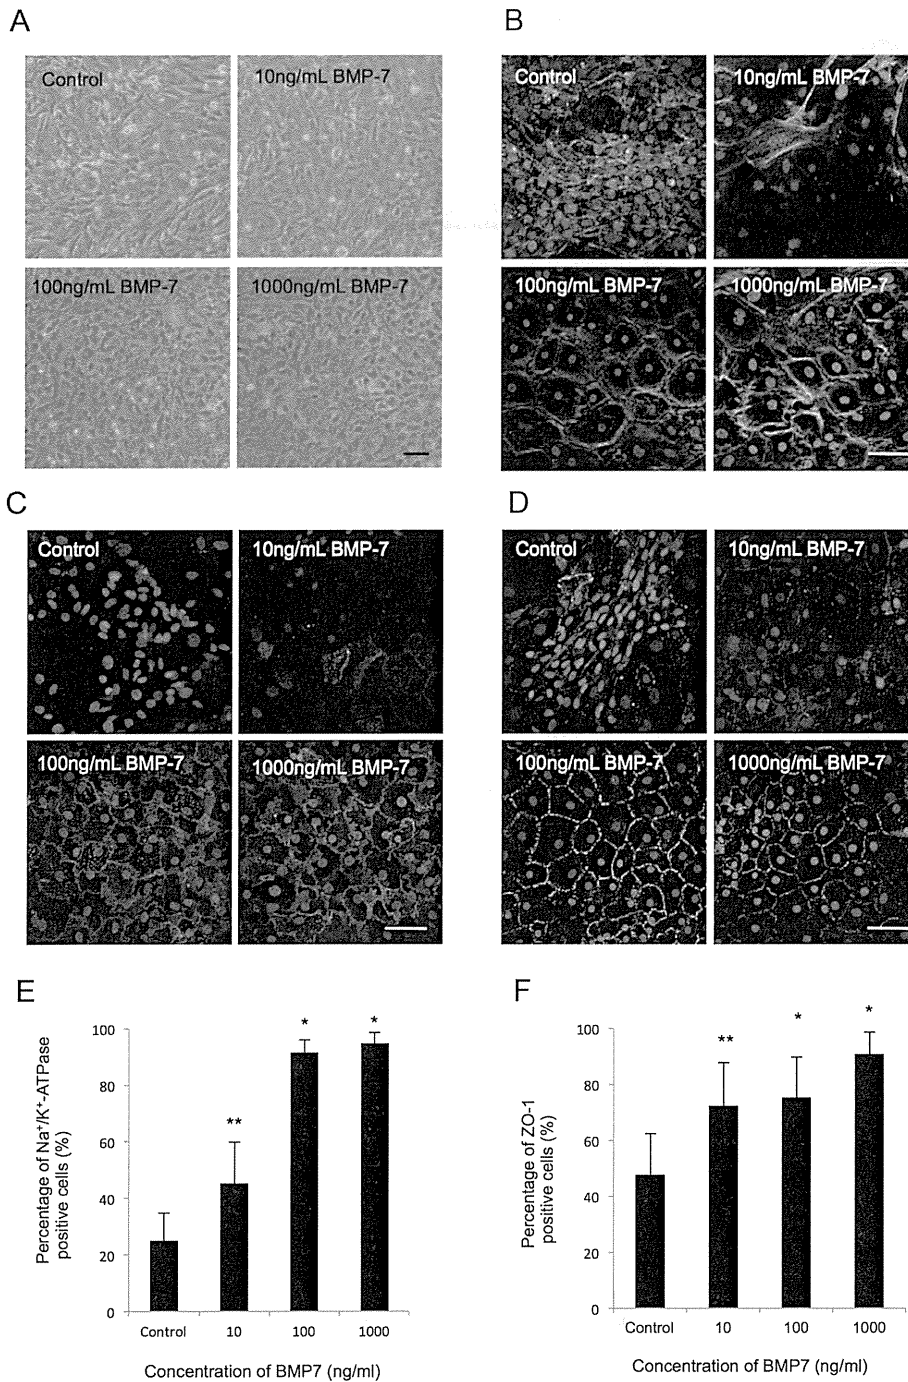 A
B
Control
10ng/mL BMP-7
Control
10ng/mL BMP-7
100ng/mL BMP-7
1000ng/mL BMP-7
100ng/mL BMP-7
1000ng/mL BMP-7
C
D
Control
10ng/mL BMP-7
Control
10ng/mL BMP-7
100ng/mL BMP-7
1000ng/mL BMP-7
100ng/mL BMP-7
1000ng/mL BMP-7
E
Percentage of Na⁺/K⁺-ATPase
positive cells (%)
100
80
60
40
20
0
**
*
*
Control
10
100
1000
Concentration of BMP7 (ng/ml)
F
Percentage of ZO-1
positive cells (%)
100
80
60
40
20
0
**
*
*
Control
10
100
1000
Concentration of BMP7 (ng/ml)